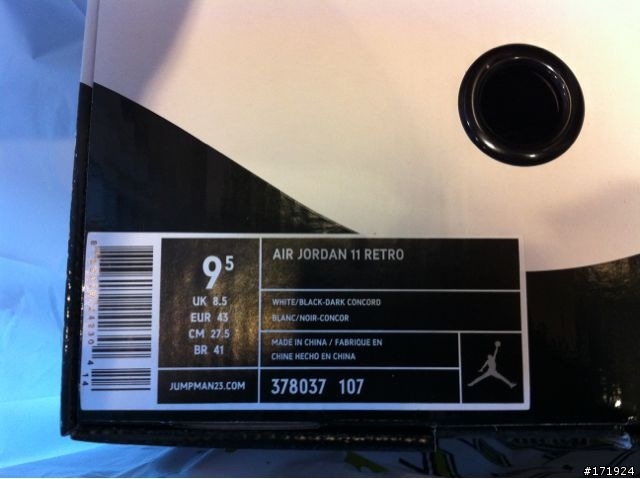 9⁵
UK 8.5
EUR 43
CM 27.5
BR 41
JUMPMAN23.COM
AIR JORDAN 11 RETRO
WHITE/BLACK-DARK CONCORD
BLANC/NOIR-CONCOR
MADE IN CHINA / FABRIQUE EN
CHINE HECHO EN CHINA
378037 107
#171924